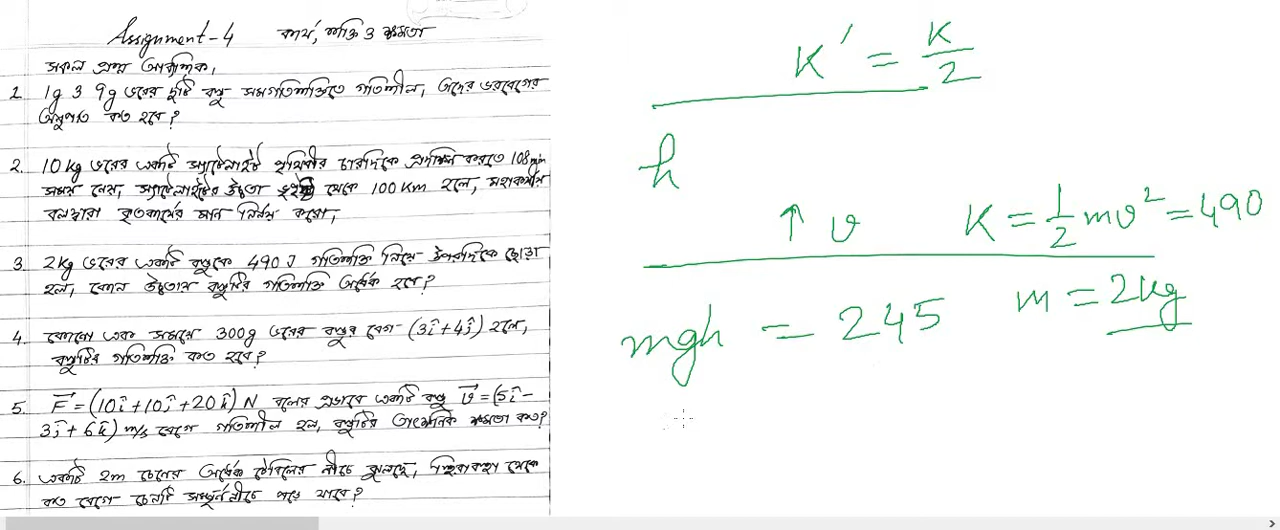 Assignment-4 কার্য, শক্তি ও ক্ষমতা
সকল প্রশ্ন আবশ্যিক।
1. 1g ও 9g ভরের দুটি বস্তু সমগতিশক্তিতে গতিশীল, তাদের ভরবেগের
অনুপাত কত হবে?
2. 10 kg ভরের একটি স্যাটেলাইট পৃথিবীর চারদিকে প্রদক্ষিণ করতে 108 min
সময় নেয়, স্যাটেলাইটের উচ্চতা থেকে 100 Km হলে, মহাকর্ষীয়
বলদ্বারা কৃতকার্যের মান নির্ণয় করো,
3. 2kg ভরের একটি বস্তুকে 490 J গতিশক্তি নিয়ে উপরদিকে ছোড়া
হল, কোন উচ্চতায় বস্তুটির গতিশক্তি অর্ধেক হবে?
4. কোনো এক সময়ে 300g ভরের বস্তুর বেগ (3î+4ĵ) হলে,
বস্তুটির গতিশক্তি কত হবে?
5. F⃗ = (10î+10ĵ+20k̂) N বলের প্রভাবে একটি বস্তু v⃗ = (5î-
3ĵ+6k̂) m/s বেগে গতিশীল হল, বস্তুটির তাৎক্ষনিক ক্ষমতা কত?
6. একটি 2m চেনের অর্ধেক টেবিলের নীচে ঝুলছে, স্থিরাবস্থা থেকে
কত বেগে চেনটি সম্পূর্ন নীচে পড়ে যাবে?
K' = K/2
h
↑ v K = 1/2 mv² = 490
mgh = 245 m = 2kg